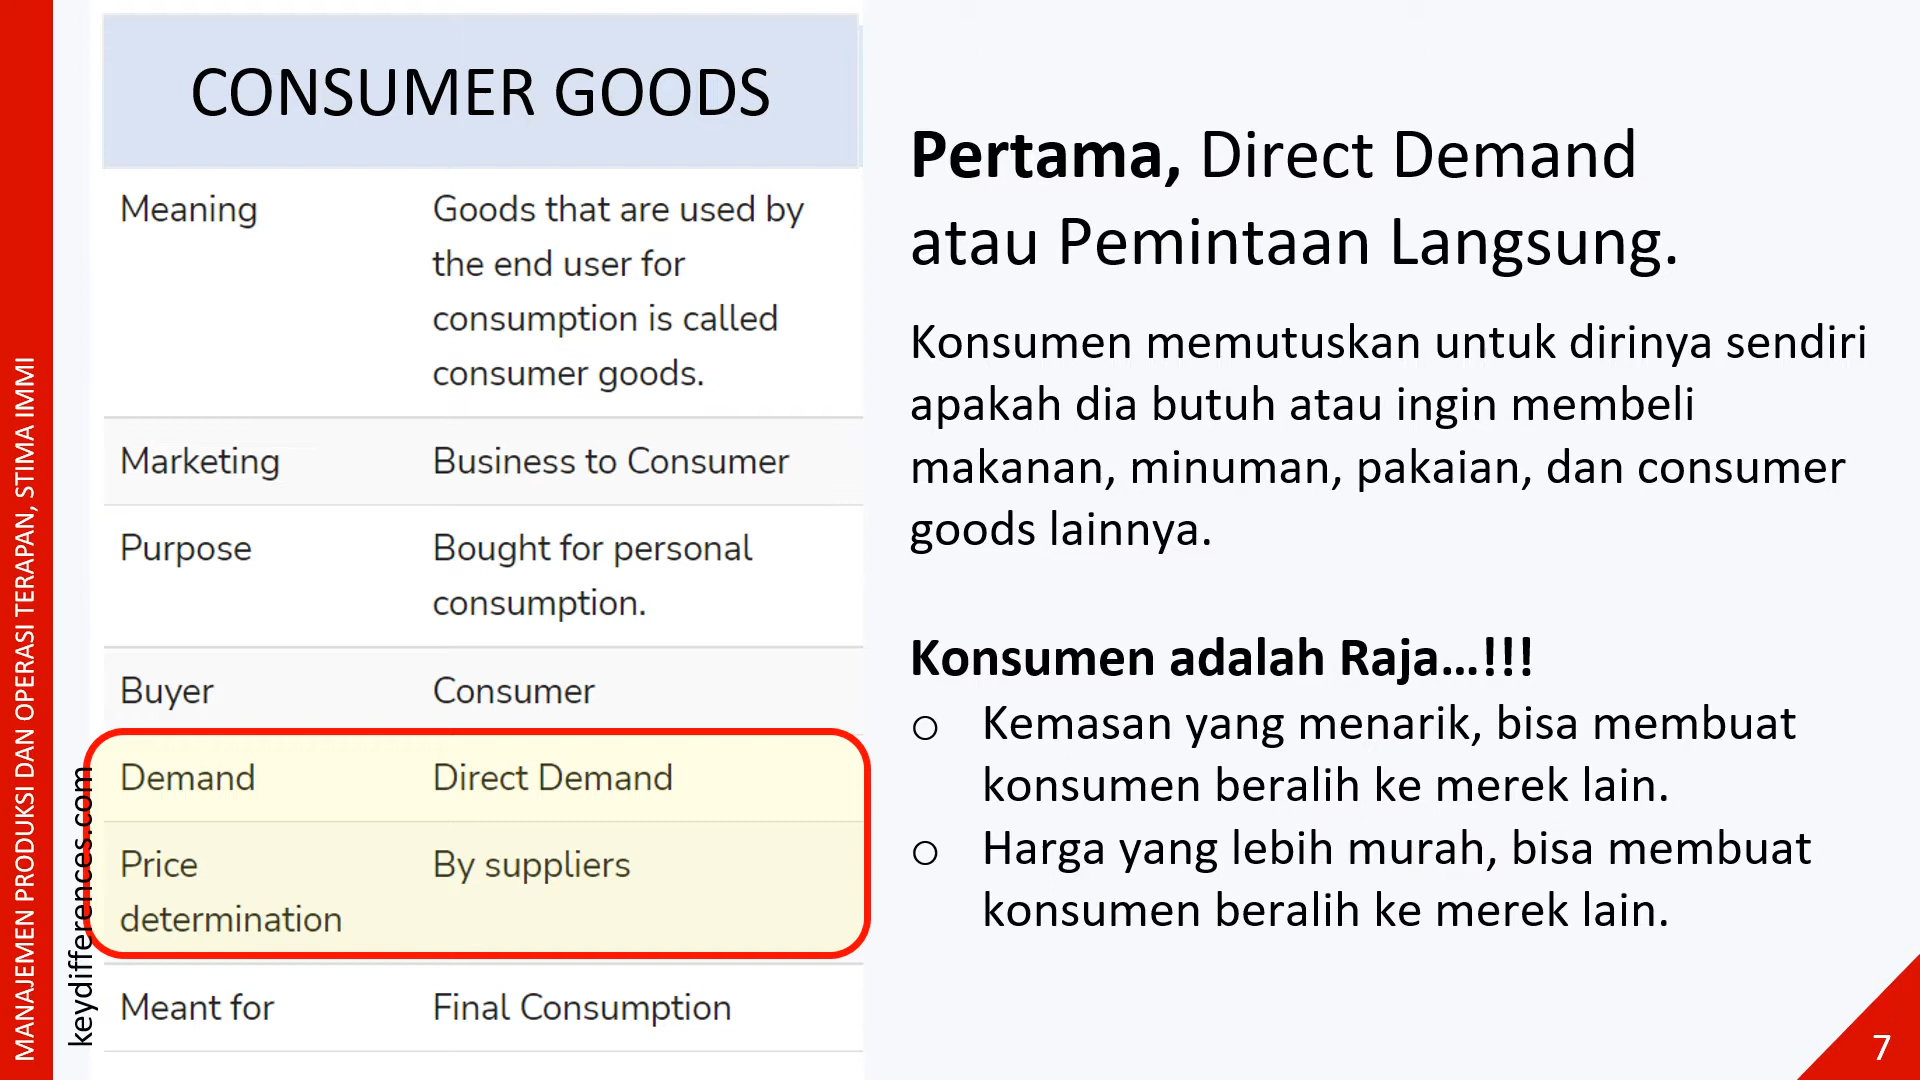 CONSUMER GOODS
Meaning
Goods that are used by
the end user for
consumption is called
consumer goods.
Marketing
Business to Consumer
Purpose
Bought for personal
consumption.
Buyer
Consumer
Demand
Direct Demand
Price
determination
By suppliers
Meant for
Final Consumption
Pertama, Direct Demand
atau Pemintaan Langsung.
Konsumen memutuskan untuk dirinya sendiri
apakah dia butuh atau ingin membeli
makanan, minuman, pakaian, dan consumer
goods lainnya.
Konsumen adalah Raja...!!!
o Kemasan yang menarik, bisa membuat
konsumen beralih ke merek lain.
o Harga yang lebih murah, bisa membuat
konsumen beralih ke merek lain.
MANAJEMEN PRODUKSI DAN OPERASI TERAPAN, STIMA IMMI
keydifferences.com
7